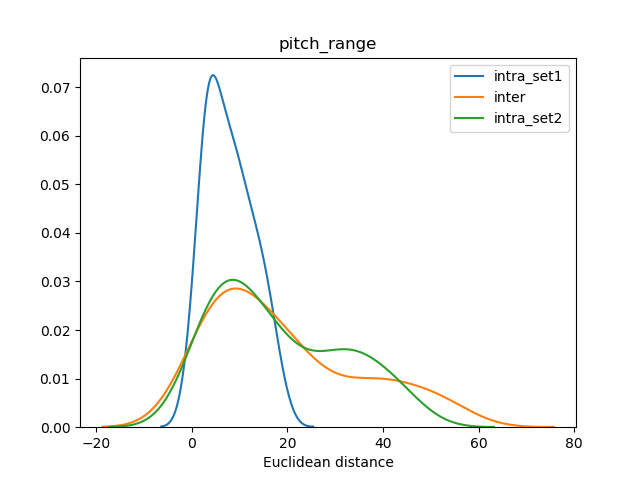 pitch_range
intra_set1
inter
intra_set2
0.07
0.06
0.05
0.04
0.03
0.02
0.01
0.00
−20 0 20 40 60 80
Euclidean distance